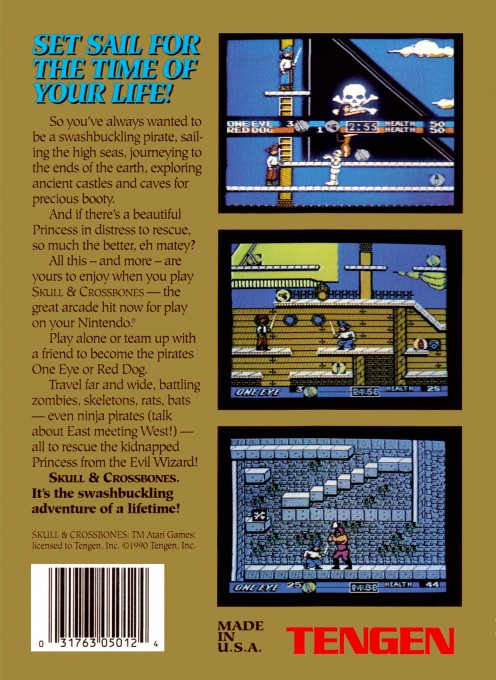 SET SAIL FOR
THE TIME OF
YOUR LIFE!
So you've always wanted to
be a swashbuckling pirate, sail-
ing the high seas, journeying to
the ends of the earth, exploring
ancient castles and caves for
precious booty.
And if there's a beautiful
Princess in distress to rescue,
so much the better, eh matey?
All this – and more – are
yours to enjoy when you play
SKULL & CROSSBONES — the
great arcade hit now for play
on your Nintendo.®
Play alone or team up with
a friend to become the pirates
One Eye or Red Dog.
Travel far and wide, battling
zombies, skeletons, rats, bats
— even ninja pirates (talk
about East meeting West!) —
all to rescue the kidnapped
Princess from the Evil Wizard!
SKULL & CROSSBONES.
It's the swashbuckling
adventure of a lifetime!
SKULL & CROSSBONES: TM Atari Games;
licensed to Tengen, Inc. ©1990 Tengen, Inc.
0 31763 05012 4
ONE EYE 3 2:55 HEALTH 50
RED DOG 1 HEALTH 50
ONE EYE 3 HEALTH 28
ONE EYE 25 HEALTH 44
MADE
IN
U.S.A.
TENGEN